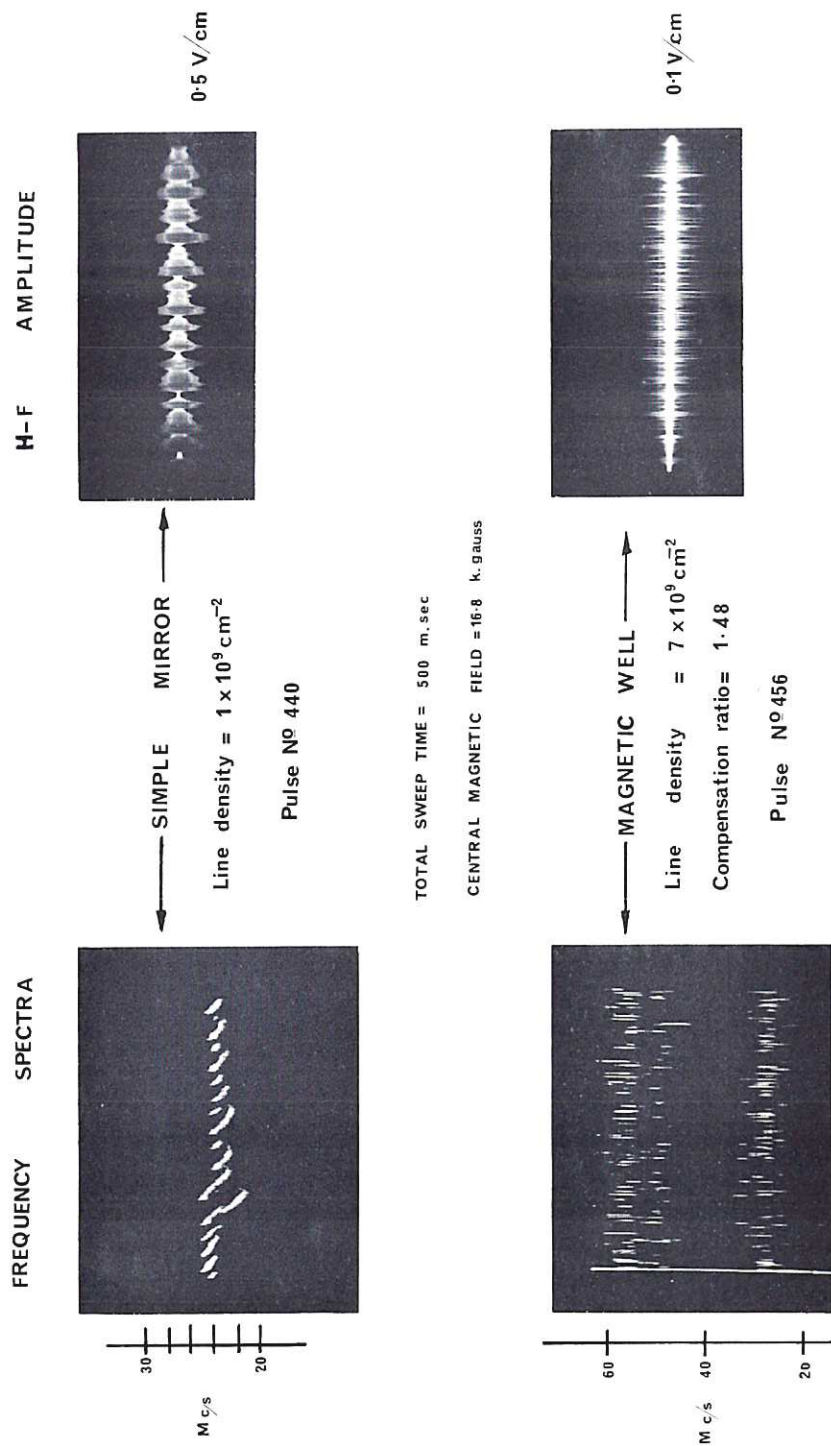 FREQUENCY SPECTRA
H-F AMPLITUDE
M c/s
30
20
SIMPLE MIRROR
Line density = 1 x 10⁹ cm⁻²
Pulse Nº 440
0·5 V/cm
TOTAL SWEEP TIME = 500 m.sec
CENTRAL MAGNETIC FIELD = 16·8 k.gauss
M c/s
60
40
20
MAGNETIC WELL
Line density = 7 x 10⁹ cm⁻²
Compensation ratio = 1·48
Pulse Nº 456
0·1 V/cm